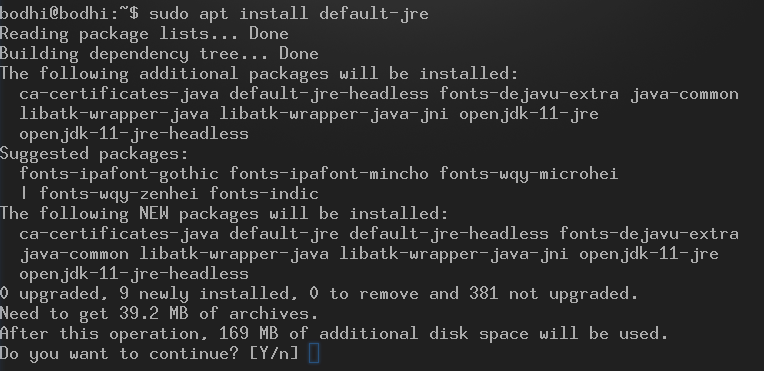 bodhi@bodhi:~$ sudo apt install default-jre
Reading package lists... Done
Building dependency tree... Done
The following additional packages will be installed:
  ca-certificates-java default-jre-headless fonts-dejavu-extra java-common
  libatk-wrapper-java libatk-wrapper-java-jni openjdk-11-jre
  openjdk-11-jre-headless
Suggested packages:
  fonts-ipafont-gothic fonts-ipafont-mincho fonts-wqy-microhei
  | fonts-wqy-zenhei fonts-indic
The following NEW packages will be installed:
  ca-certificates-java default-jre default-jre-headless fonts-dejavu-extra
  java-common libatk-wrapper-java libatk-wrapper-java-jni openjdk-11-jre
  openjdk-11-jre-headless
0 upgraded, 9 newly installed, 0 to remove and 381 not upgraded.
Need to get 39.2 MB of archives.
After this operation, 169 MB of additional disk space will be used.
Do you want to continue? [Y/n]